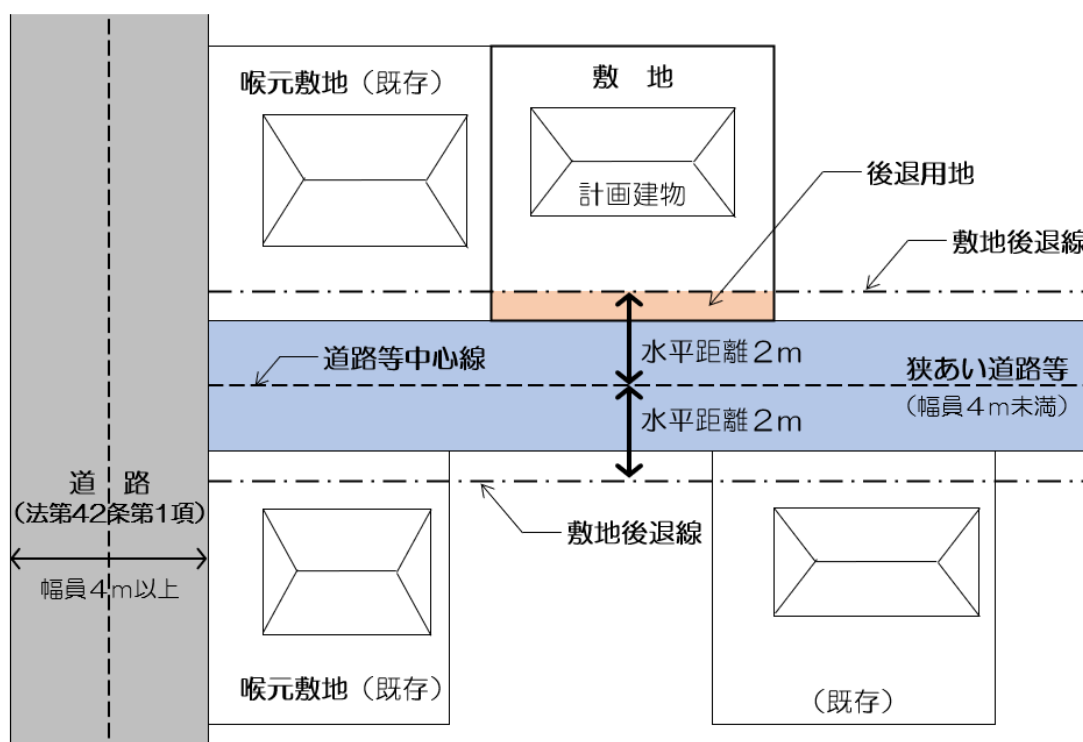 喉元敷地（既存）
敷　地
計画建物
後退用地
敷地後退線
道路等中心線
水平距離２ｍ
狭あい道路等
（幅員４ｍ未満）
水平距離２ｍ
道　路
（法第42条第１項）
幅員４ｍ以上
敷地後退線
喉元敷地（既存）
（既存）